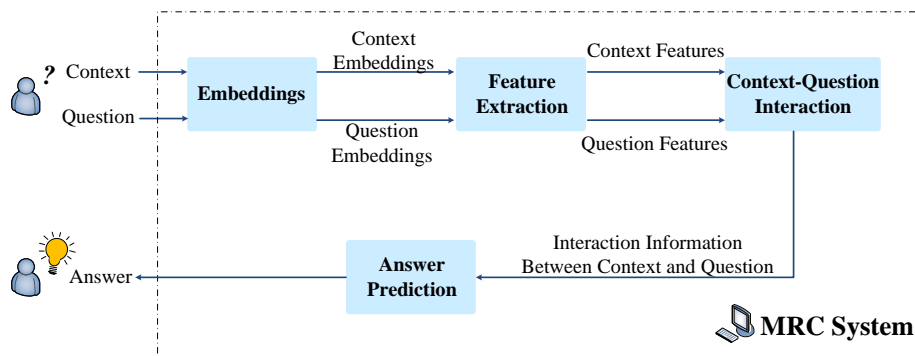 ?
Context
Question
Embeddings
Context
Embeddings
Question
Embeddings
Feature
Extraction
Context Features
Question Features
Context-Question
Interaction
Interaction Information
Between Context and Question
Answer
Prediction
Answer
MRC System